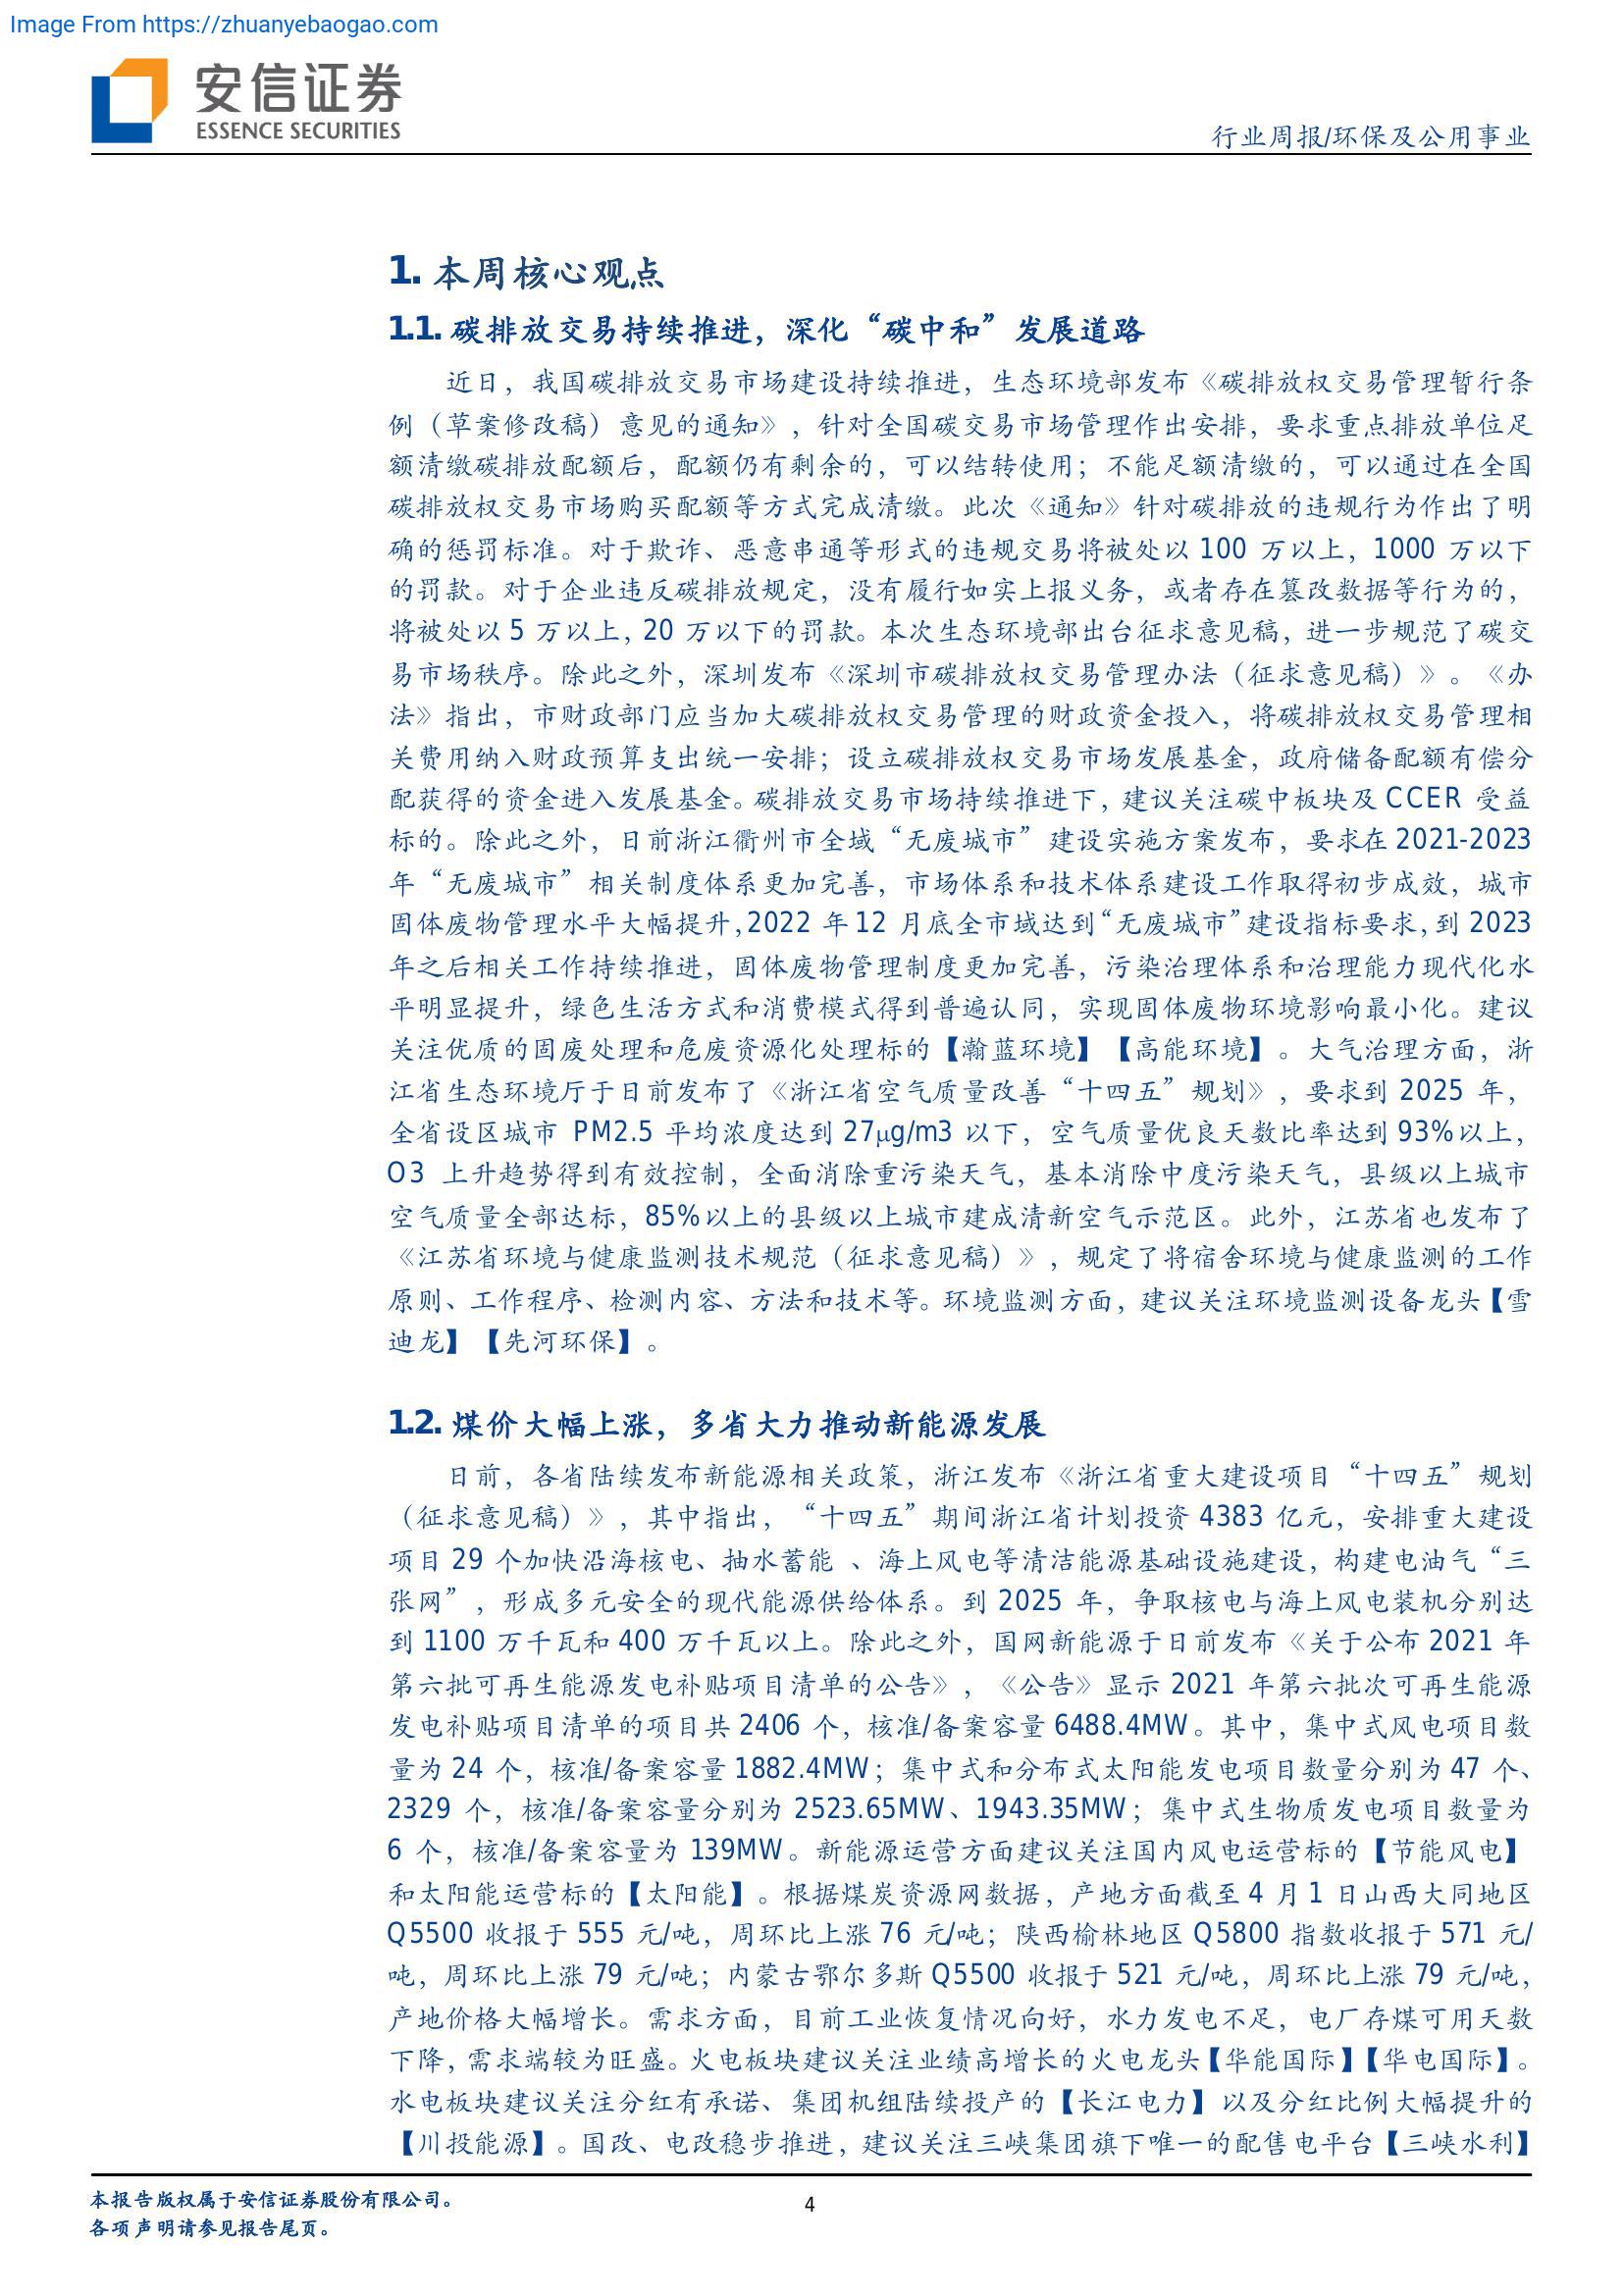 Image From https://zhuanyebaogao.com
安信证券
ESSENCE SECURITIES
行业周报/环保及公用事业
1. 本周核心观点
1.1. 碳排放交易持续推进，深化“碳中和”发展道路
近日，我国碳排放交易市场建设持续推进，生态环境部发布《碳排放权交易管理暂行条
例（草案修改稿）意见的通知》，针对全国碳交易市场管理作出安排，要求重点排放单位足
额清缴碳排放配额后，配额仍有剩余的，可以结转使用；不能足额清缴的，可以通过在全国
碳排放权交易市场购买配额等方式完成清缴。此次《通知》针对碳排放的违规行为作出了明
确的惩罚标准。对于欺诈、恶意串通等形式的违规交易将被处以 100 万以上，1000 万以下
的罚款。对于企业违反碳排放规定，没有履行如实上报义务，或者存在篡改数据等行为的，
将被处以 5 万以上，20 万以下的罚款。本次生态环境部出台征求意见稿，进一步规范了碳交
易市场秩序。除此之外，深圳发布《深圳市碳排放权交易管理办法（征求意见稿）》。《办
法》指出，市财政部门应当加大碳排放权交易管理的财政资金投入，将碳排放权交易管理相
关费用纳入财政预算支出统一安排；设立碳排放权交易市场发展基金，政府储备配额有偿分
配获得的资金进入发展基金。碳排放交易市场持续推进下，建议关注碳中板块及 CCER 受益
标的。除此之外，日前浙江衢州市全域“无废城市”建设实施方案发布，要求在 2021-2023
年“无废城市”相关制度体系更加完善，市场体系和技术体系建设工作取得初步成效，城市
固体废物管理水平大幅提升，2022 年 12 月底全市域达到“无废城市”建设指标要求，到 2023
年之后相关工作持续推进，固体废物管理制度更加完善，污染治理体系和治理能力现代化水
平明显提升，绿色生活方式和消费模式得到普遍认同，实现固体废物环境影响最小化。建议
关注优质的固废处理和危废资源化处理标的【瀚蓝环境】【高能环境】。大气治理方面，浙
江省生态环境厅于日前发布了《浙江省空气质量改善“十四五”规划》，要求到 2025 年，
全省设区城市 PM2.5 平均浓度达到 27μg/m3 以下，空气质量优良天数比率达到 93%以上，
O3 上升趋势得到有效控制，全面消除重污染天气，基本消除中度污染天气，县级以上城市
空气质量全部达标，85%以上的县级以上城市建成清新空气示范区。此外，江苏省也发布了
《江苏省环境与健康监测技术规范（征求意见稿）》，规定了将宿舍环境与健康监测的工作
原则、工作程序、检测内容、方法和技术等。环境监测方面，建议关注环境监测设备龙头【雪
迪龙】【先河环保】。
1.2. 煤价大幅上涨，多省大力推动新能源发展
日前，各省陆续发布新能源相关政策，浙江发布《浙江省重大建设项目“十四五”规划
（征求意见稿）》，其中指出，“十四五”期间浙江省计划投资 4383 亿元，安排重大建设
项目 29 个加快沿海核电、抽水蓄能 、海上风电等清洁能源基础设施建设，构建电油气“三
张网”，形成多元安全的现代能源供给体系。到 2025 年，争取核电与海上风电装机分别达
到 1100 万千瓦和 400 万千瓦以上。除此之外，国网新能源于日前发布《关于公布 2021 年
第六批可再生能源发电补贴项目清单的公告》，《公告》显示 2021 年第六批次可再生能源
发电补贴项目清单的项目共 2406 个，核准/备案容量 6488.4MW。其中，集中式风电项目数
量为 24 个，核准/备案容量 1882.4MW；集中式和分布式太阳能发电项目数量分别为 47 个、
2329 个，核准/备案容量分别为 2523.65MW、1943.35MW；集中式生物质发电项目数量为
6 个，核准/备案容量为 139MW。新能源运营方面建议关注国内风电运营标的【节能风电】
和太阳能运营标的【太阳能】。根据煤炭资源网数据，产地方面截至 4 月 1 日山西大同地区
Q5500 收报于 555 元/吨，周环比上涨 76 元/吨；陕西榆林地区 Q5800 指数收报于 571 元/
吨，周环比上涨 79 元/吨；内蒙古鄂尔多斯 Q5500 收报于 521 元/吨，周环比上涨 79 元/吨，
产地价格大幅增长。需求方面，目前工业恢复情况向好，水力发电不足，电厂存煤可用天数
下降，需求端较为旺盛。火电板块建议关注业绩高增长的火电龙头【华能国际】【华电国际】。
水电板块建议关注分红有承诺、集团机组陆续投产的【长江电力】以及分红比例大幅提升的
【川投能源】。国改、电改稳步推进，建议关注三峡集团旗下唯一的配售电平台【三峡水利】
本报告版权属于安信证券股份有限公司。
各项声明请参见报告尾页。
4